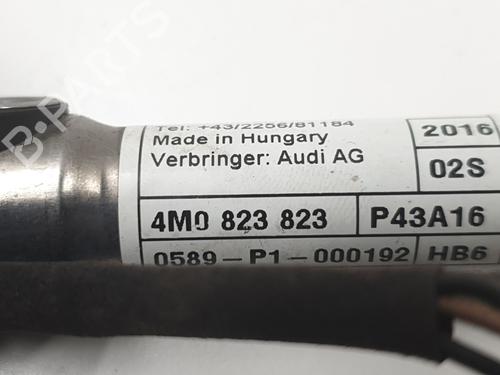 Tel: +43/2256/81184
Made in Hungary
Verbringer: Audi AG
2016
02S
4M0 823 823
P43A16
0589-P1-000192
HB6
B-PARTS